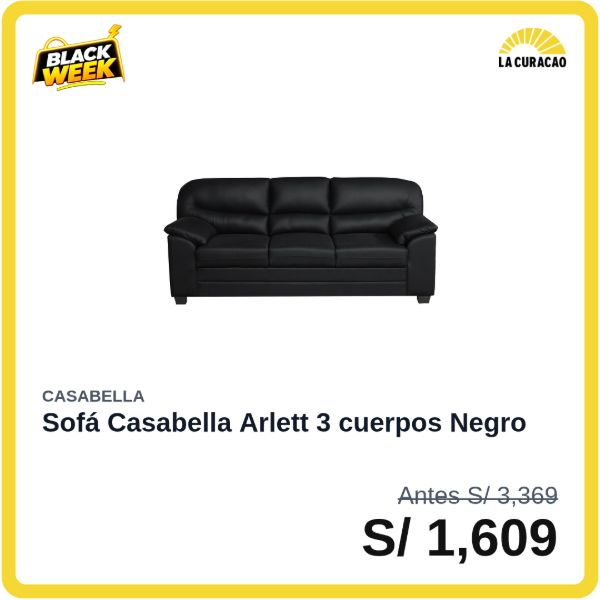 BLACK
WEEK
LA CURACAO
CASABELLA
Sofá Casabella Arlett 3 cuerpos Negro
Antes S/ 3,369
S/ 1,609